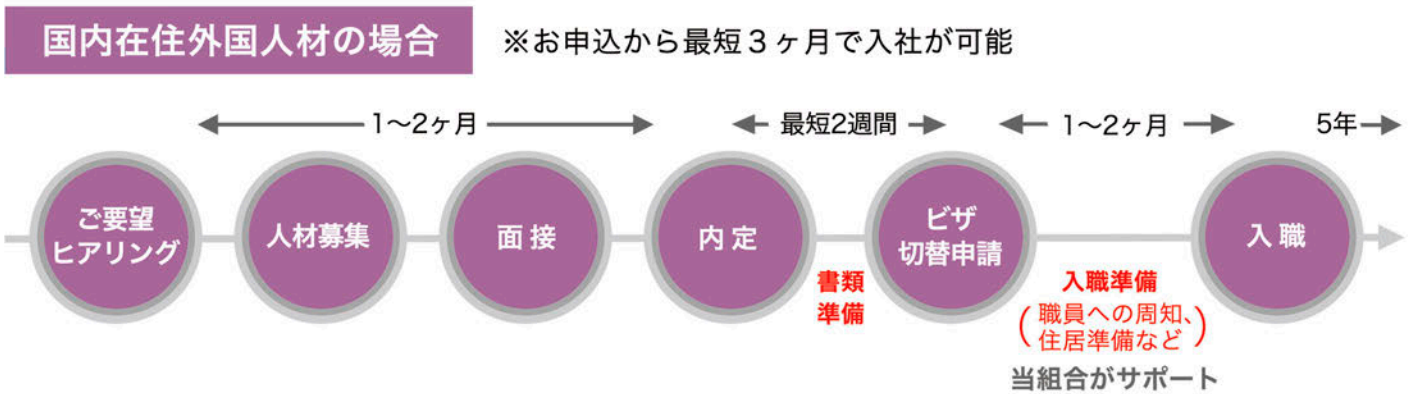 国内在住外国人材の場合
※お申込から最短３ヶ月で入社が可能
1〜2ヶ月
最短2週間
1〜2ヶ月
5年
ご要望
ヒアリング
人材募集
面接
内定
ビザ
切替申請
入職
書類
準備
入職準備
(職員への周知、
住居準備など)
当組合がサポート